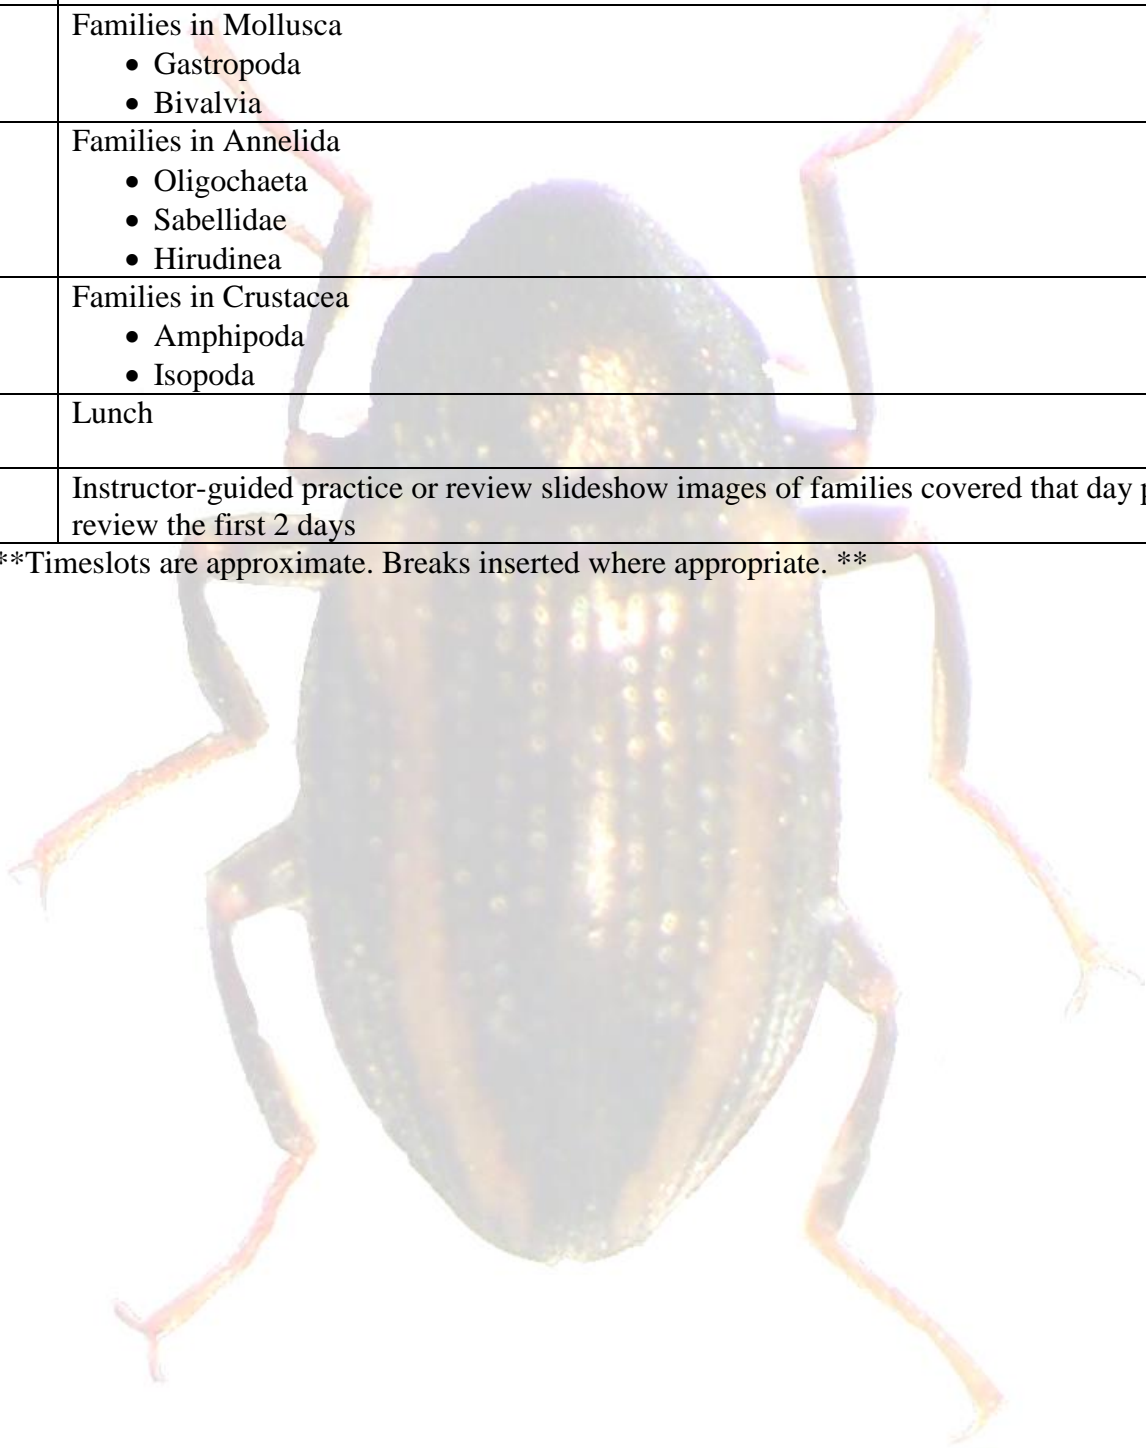 Families in Mollusca
• Gastropoda
• Bivalvia
Families in Annelida
• Oligochaeta
• Sabellidae
• Hirudinea
Families in Crustacea
• Amphipoda
• Isopoda
Lunch
Instructor-guided practice or review slideshow images of families covered that day
review the first 2 days
**Timeslots are approximate. Breaks inserted where appropriate. **